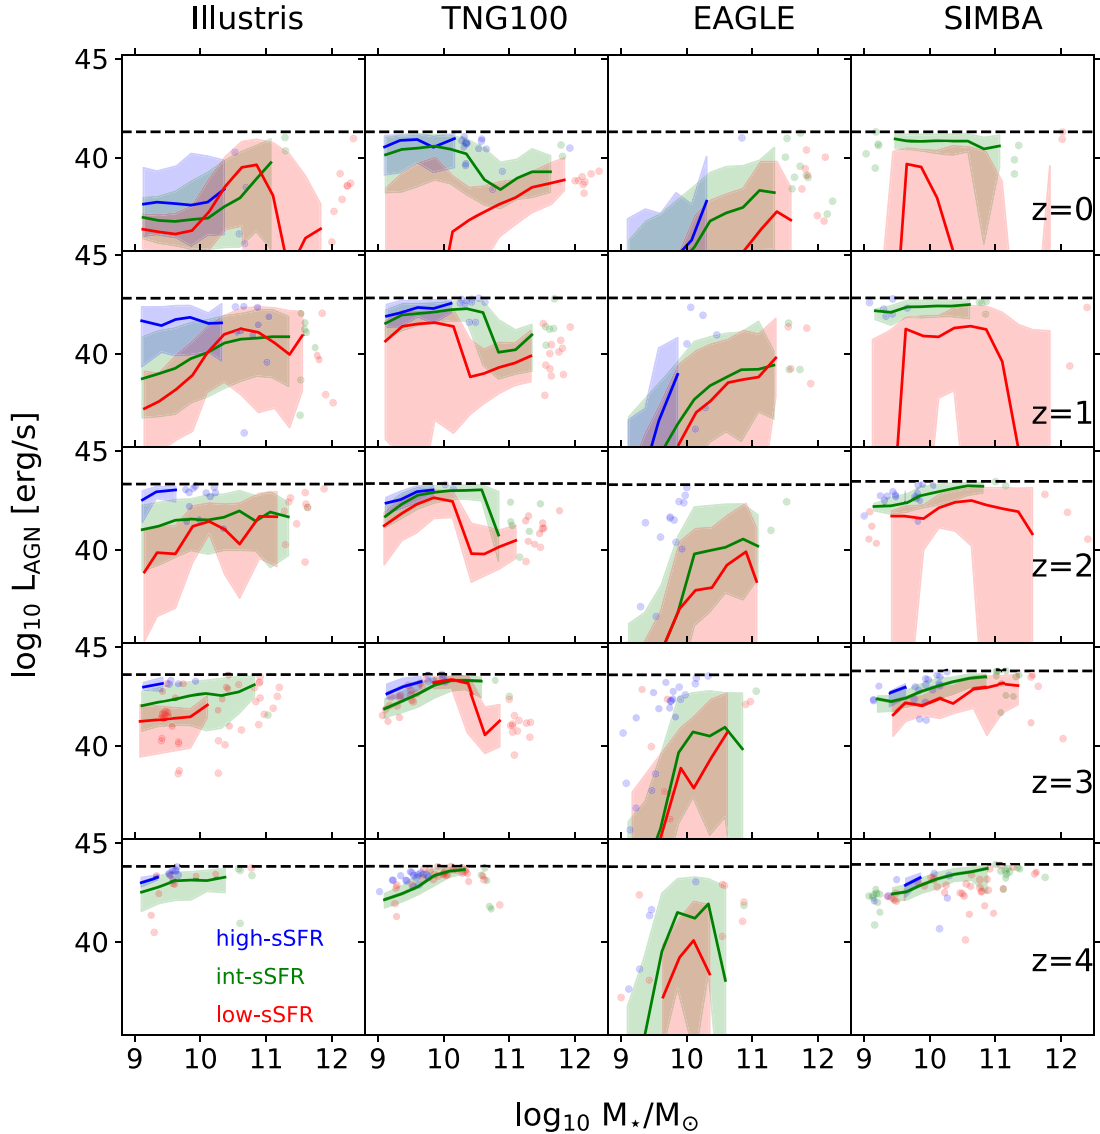 Illustris TNG100 EAGLE SIMBA
45
40
z=0
45
40
z=1
45
40
z=2
45
40
z=3
45
40
high-sSFR
int-sSFR
low-sSFR
z=4
9 10 11 12 9 10 11 12 9 10 11 12 9 10 11 12
log₁₀ M⋆/M⊙
log₁₀ L_AGN [erg/s]